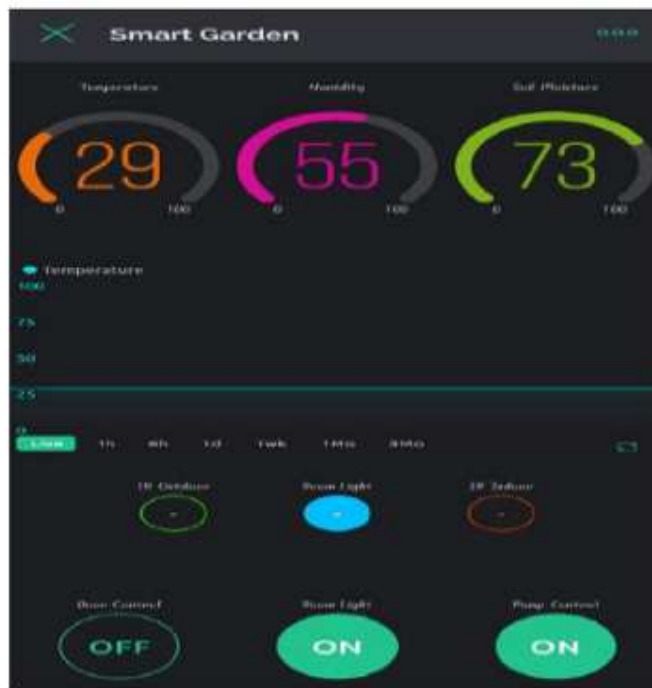 Smart Garden
Temperature Humidity Soil Moisture
29 55 73
0 100 0 100 0 100
Temperature
100
75
50
25
0
Live 1h 6h 1d 1wk 1Mo 3Mo
IR Outdoor Room Light IR Indoor
- - -
Door Control Room Light Pump Control
OFF ON ON